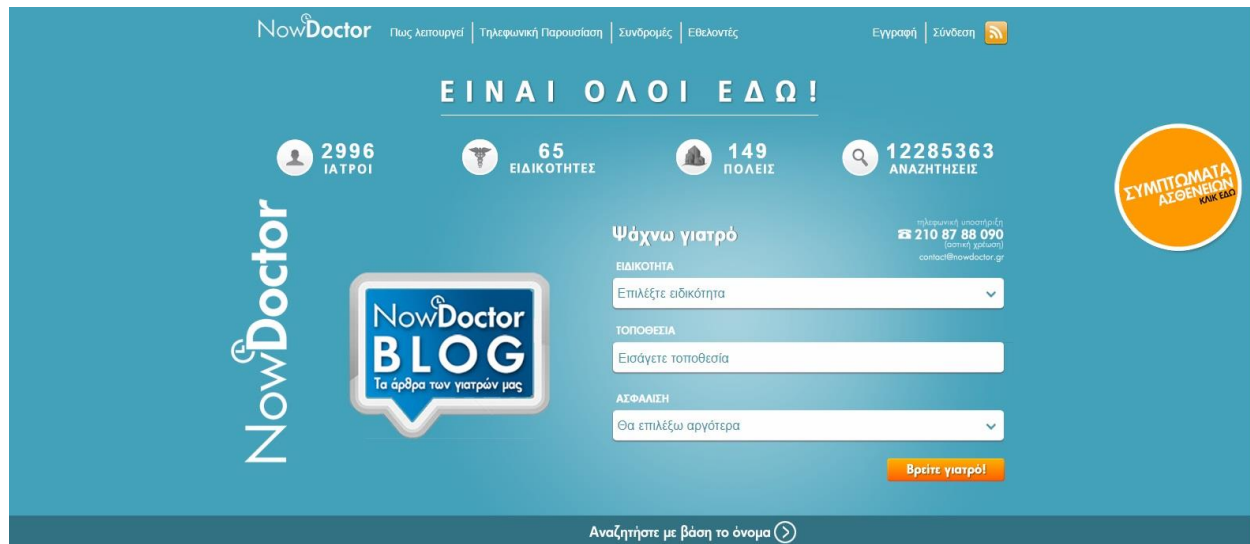 NowDoctor Πως λειτουργεί Τηλεφωνική Παρουσίαση Συνδρομές Εθελοντές Εγγραφή Σύνδεση
ΕΙΝΑΙ ΟΛΟΙ ΕΔΩ!
2996 65 149 12285363
ΙΑΤΡΟΙ ΕΙΔΙΚΟΤΗΤΕΣ ΠΟΛΕΙΣ ΑΝΑΖΗΤΗΣΕΙΣ
ΣΥΜΠΤΩΜΑΤΑ
ΑΣΘΕΝΕΙΩΝ
ΚΛΙΚ ΕΔΩ
NowDoctor
NowDoctor
BLOG
Τα άρθρα των γιατρών μας
Ψάχνω γιατρό
τηλεφωνική υποστήριξη
210 87 88 090
(αστική χρέωση)
contact@nowdoctor.gr
ΕΙΔΙΚΟΤΗΤΑ
Επιλέξτε ειδικότητα
ΤΟΠΟΘΕΣΙΑ
Εισάγετε τοποθεσία
ΑΣΦΑΛΙΣΗ
Θα επιλέξω αργότερα
Βρείτε γιατρό!
Αναζητήστε με βάση το όνομα